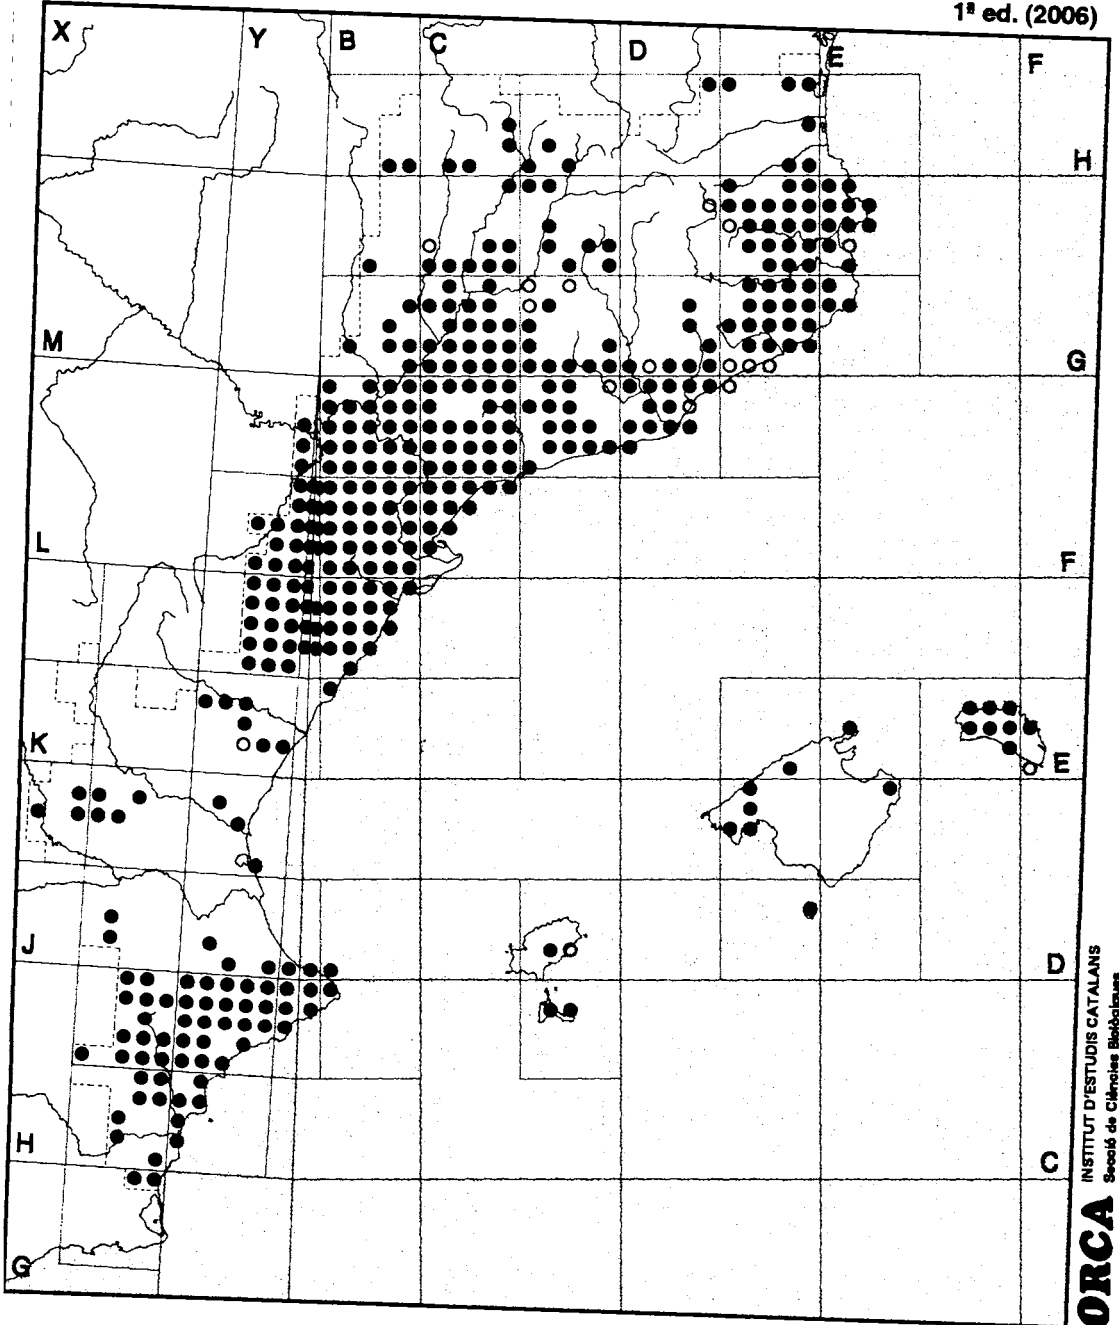 1ª ed. (2006)
X
Y
B
C
D
E
F
H
M
G
L
F
K
E
J
D
H
C
G
ORCA
INSTITUT D'ESTUDIS CATALANS
Secció de Ciències Biològiques